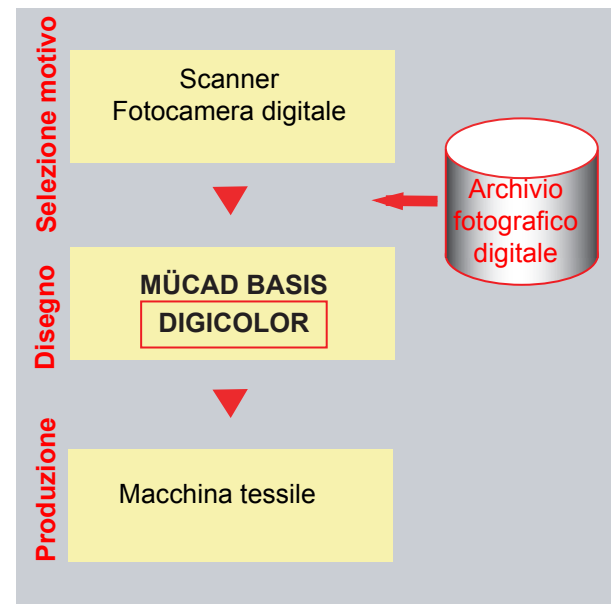 Selezione motivo
Scanner
Fotocamera digitale
Archivio
fotografico
digitale
Disegno
MÜCAD BASIS
DIGICOLOR
Produzione
Macchina tessile